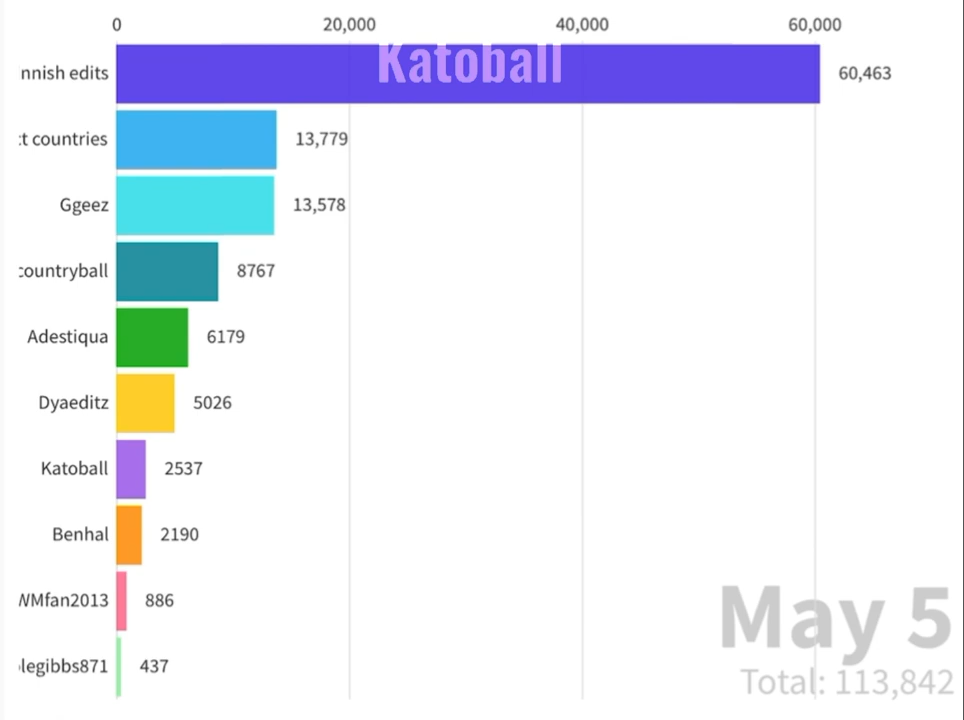 0 20,000 40,000 60,000
Katoball
nnish edits 60,463
countries 13,779
Ggeez 13,578
countryball 8767
Adestiqua 6179
Dyaeditz 5026
Katoball 2537
Benhal 2190
WMfan2013 886
legibbs871 437
May 5
Total: 113,842